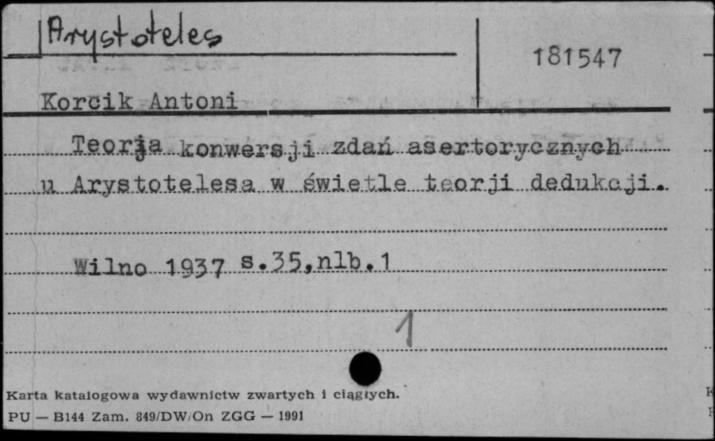 Arystoteles
181547
Korcik Antoni
Teorja konwersji zdań asertorycznych
u Arystotelesa w świetle teorji dedukcji.
Wilno 1937 s.35,nlb.1
1
Karta katalogowa wydawnictw zwartych i ciągłych.
PU — B144 Zam. 849/DW/On ZGG — 1991